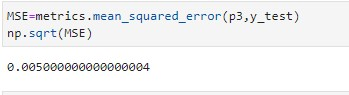 MSE=metrics.mean_squared_error(p3,y_test)
np.sqrt(MSE)
0.005000000000000004